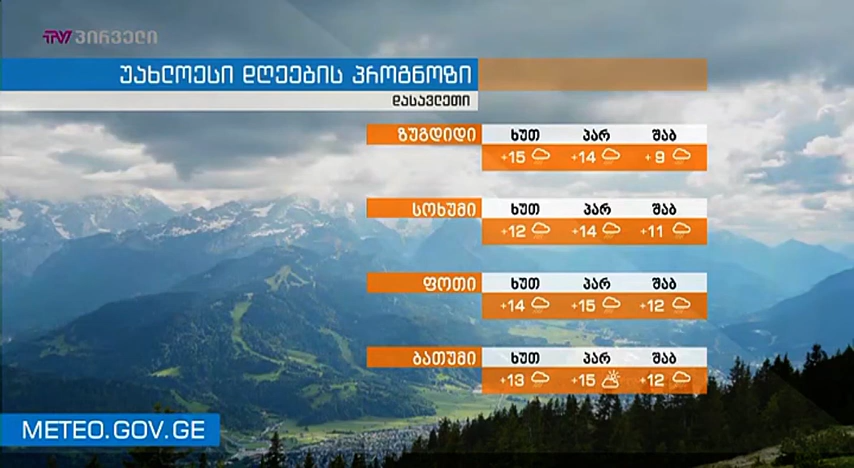 TV პირველი
უახლოესი დღეების პროგნოზი
დასავლეთი
ზუგდიდი ხუთ პარ შაბ
+15 +14 +9
სოხუმი ხუთ პარ შაბ
+12 +14 +11
ფოთი ხუთ პარ შაბ
+14 +15 +12
ბათუმი ხუთ პარ შაბ
+13 +15 +12
METEO.GOV.GE